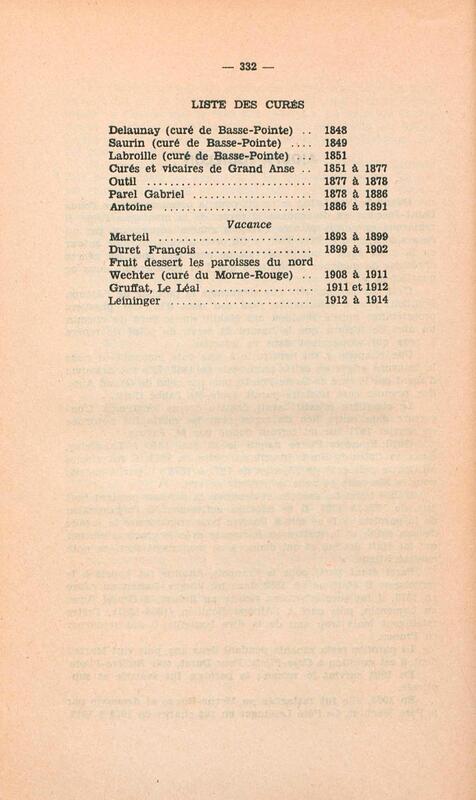 — 332 —
LISTE DES CURÉS
Delaunay (curé de Basse-Pointe) .. 1848
Saurin (curé de Basse-Pointe) .... 1849
Labroille (curé de Basse-Pointe) ... 1851
Curés et vicaires de Grand Anse .. 1851 à 1877
Outil ........................... 1877 à 1878
Parel Gabriel ................... 1878 à 1886
Antoine ........................ 1886 à 1891
Vacance
Marteil ......................... 1893 à 1899
Duret François .................. 1899 à 1902
Fruit dessert les paroisses du nord
Wechter (curé du Morne-Rouge) .. 1908 à 1911
Gruffat, Le Léal .................. 1911 et 1912
Leininger ........................ 1912 à 1914